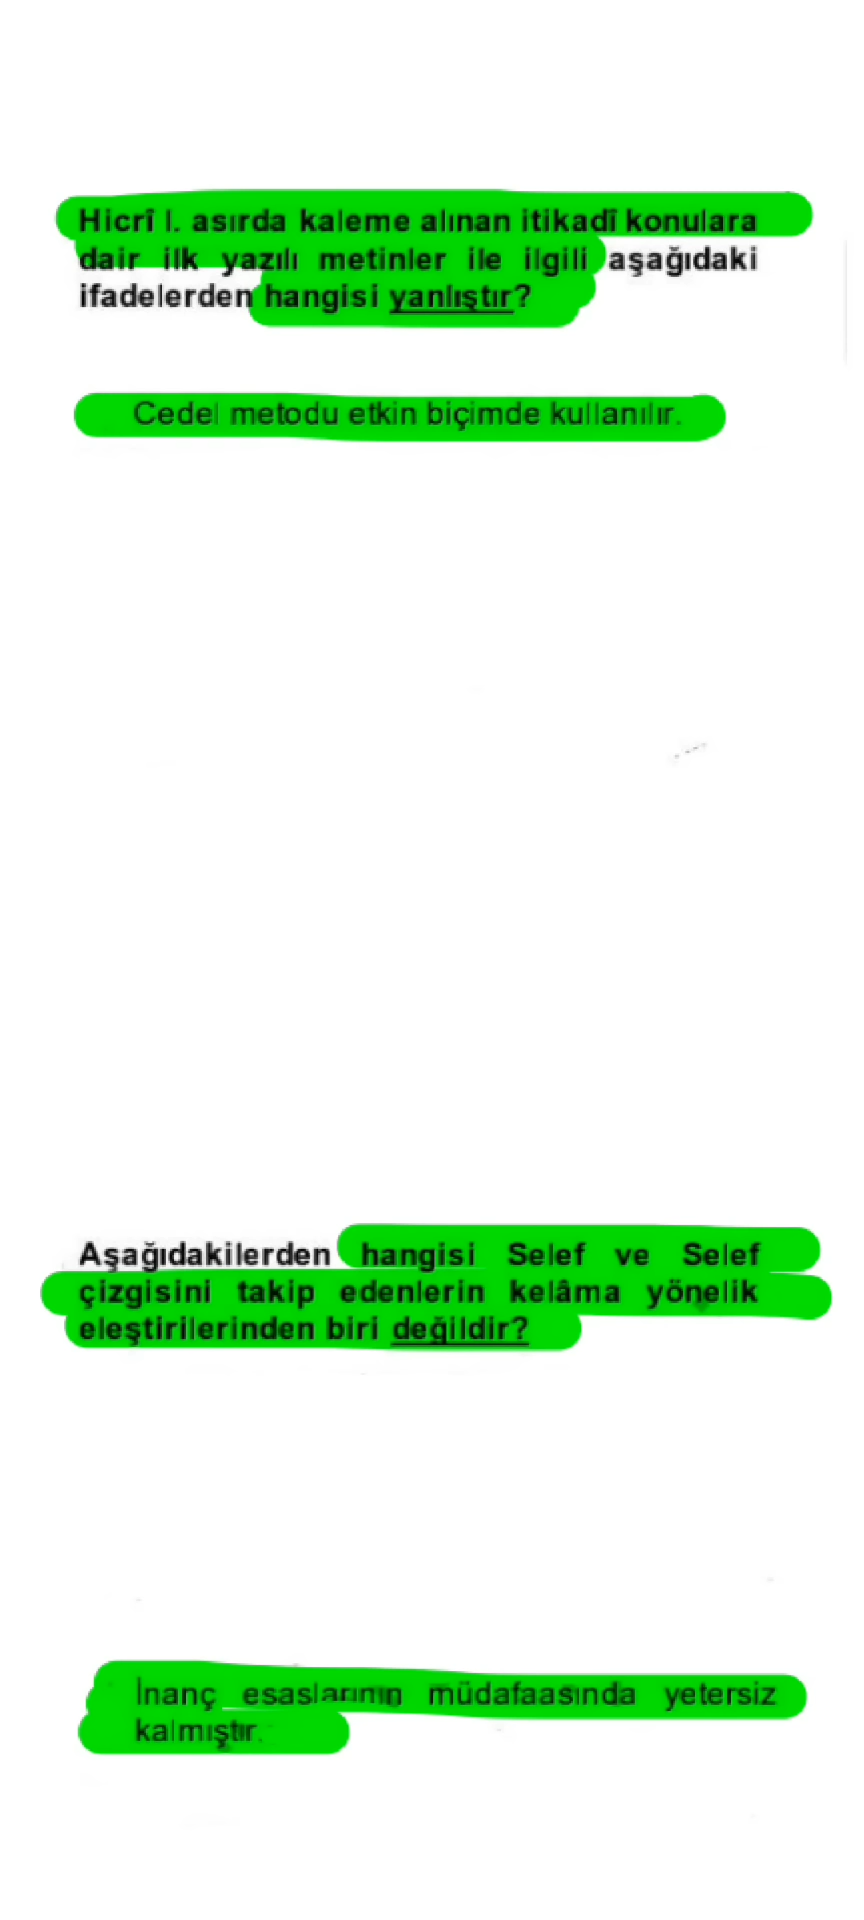 Hicrî I. asırda kaleme alınan itikadî konulara
dair ilk yazılı metinler ile ilgili aşağıdaki
ifadelerden hangisi yanlıştır?
Cedel metodu etkin biçimde kullanılır.
Aşağıdakilerden hangisi Selef ve Selef
çizgisini takip edenlerin kelâma yönelik
eleştirilerinden biri değildir?
İnanç esaslarının müdafaasında yetersiz
kalmıştır.